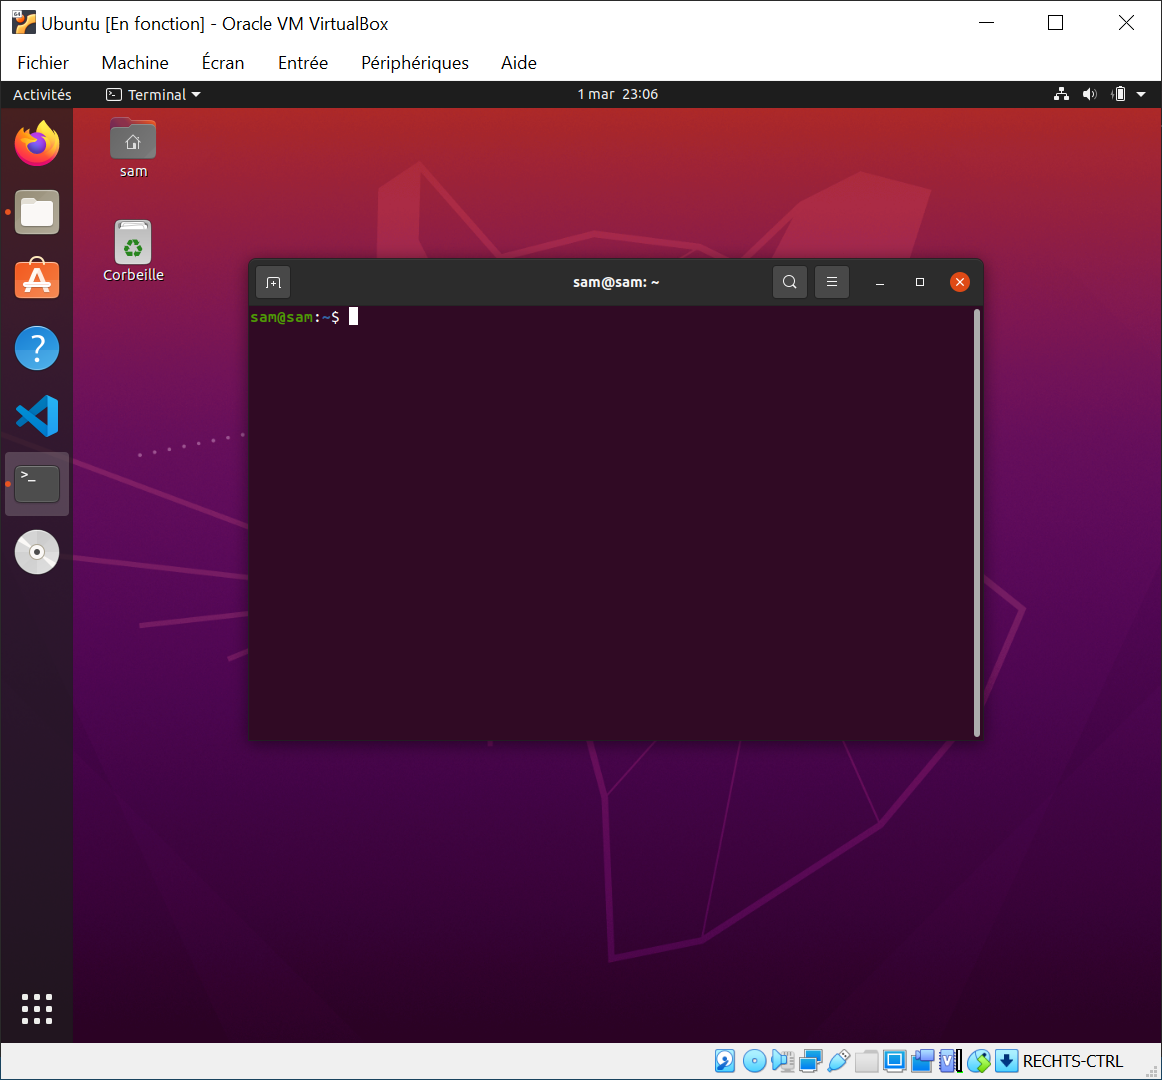 Ubuntu [En fonction] - Oracle VM VirtualBox
Fichier Machine Écran Entrée Périphériques Aide
Activités Terminal 1 mar 23:06
sam
Corbeille
sam@sam: ~
sam@sam:~$
RECHTS-CTRL